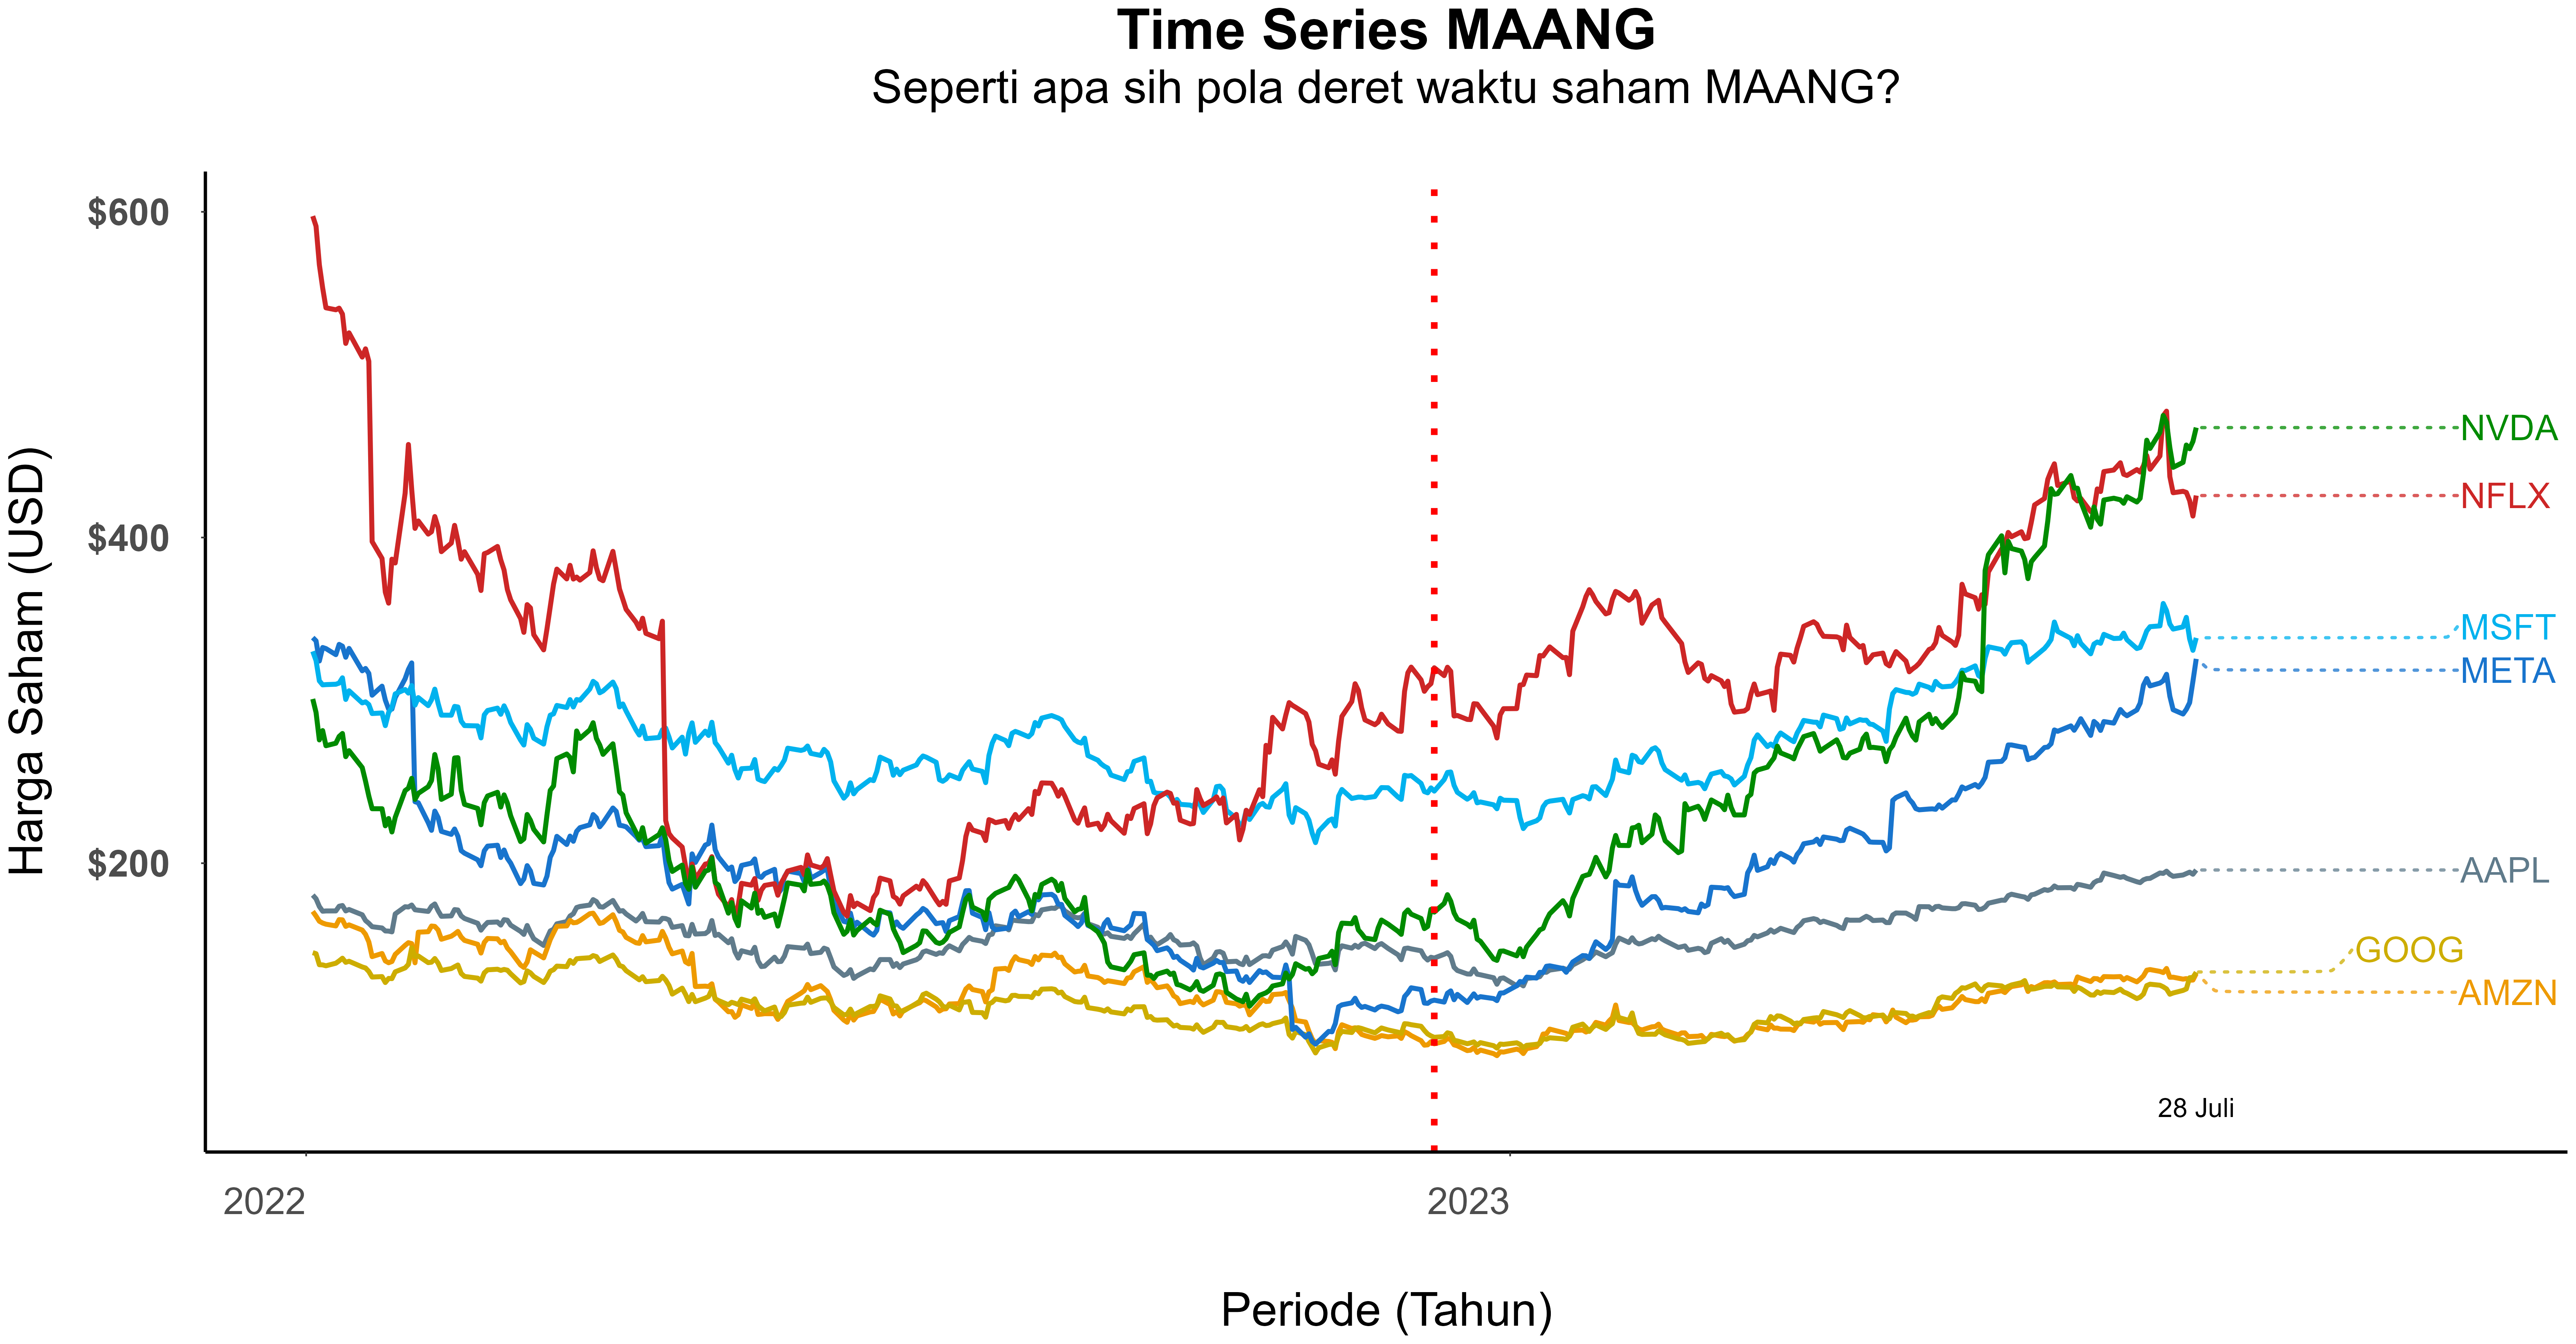 Time Series MAANG
Seperti apa sih pola deret waktu saham MAANG?
Harga Saham (USD)
$600
$400
$200
NVDA
NFLX
MSFT
META
AAPL
GOOG
AMZN
28 Juli
2022
2023
Periode (Tahun)